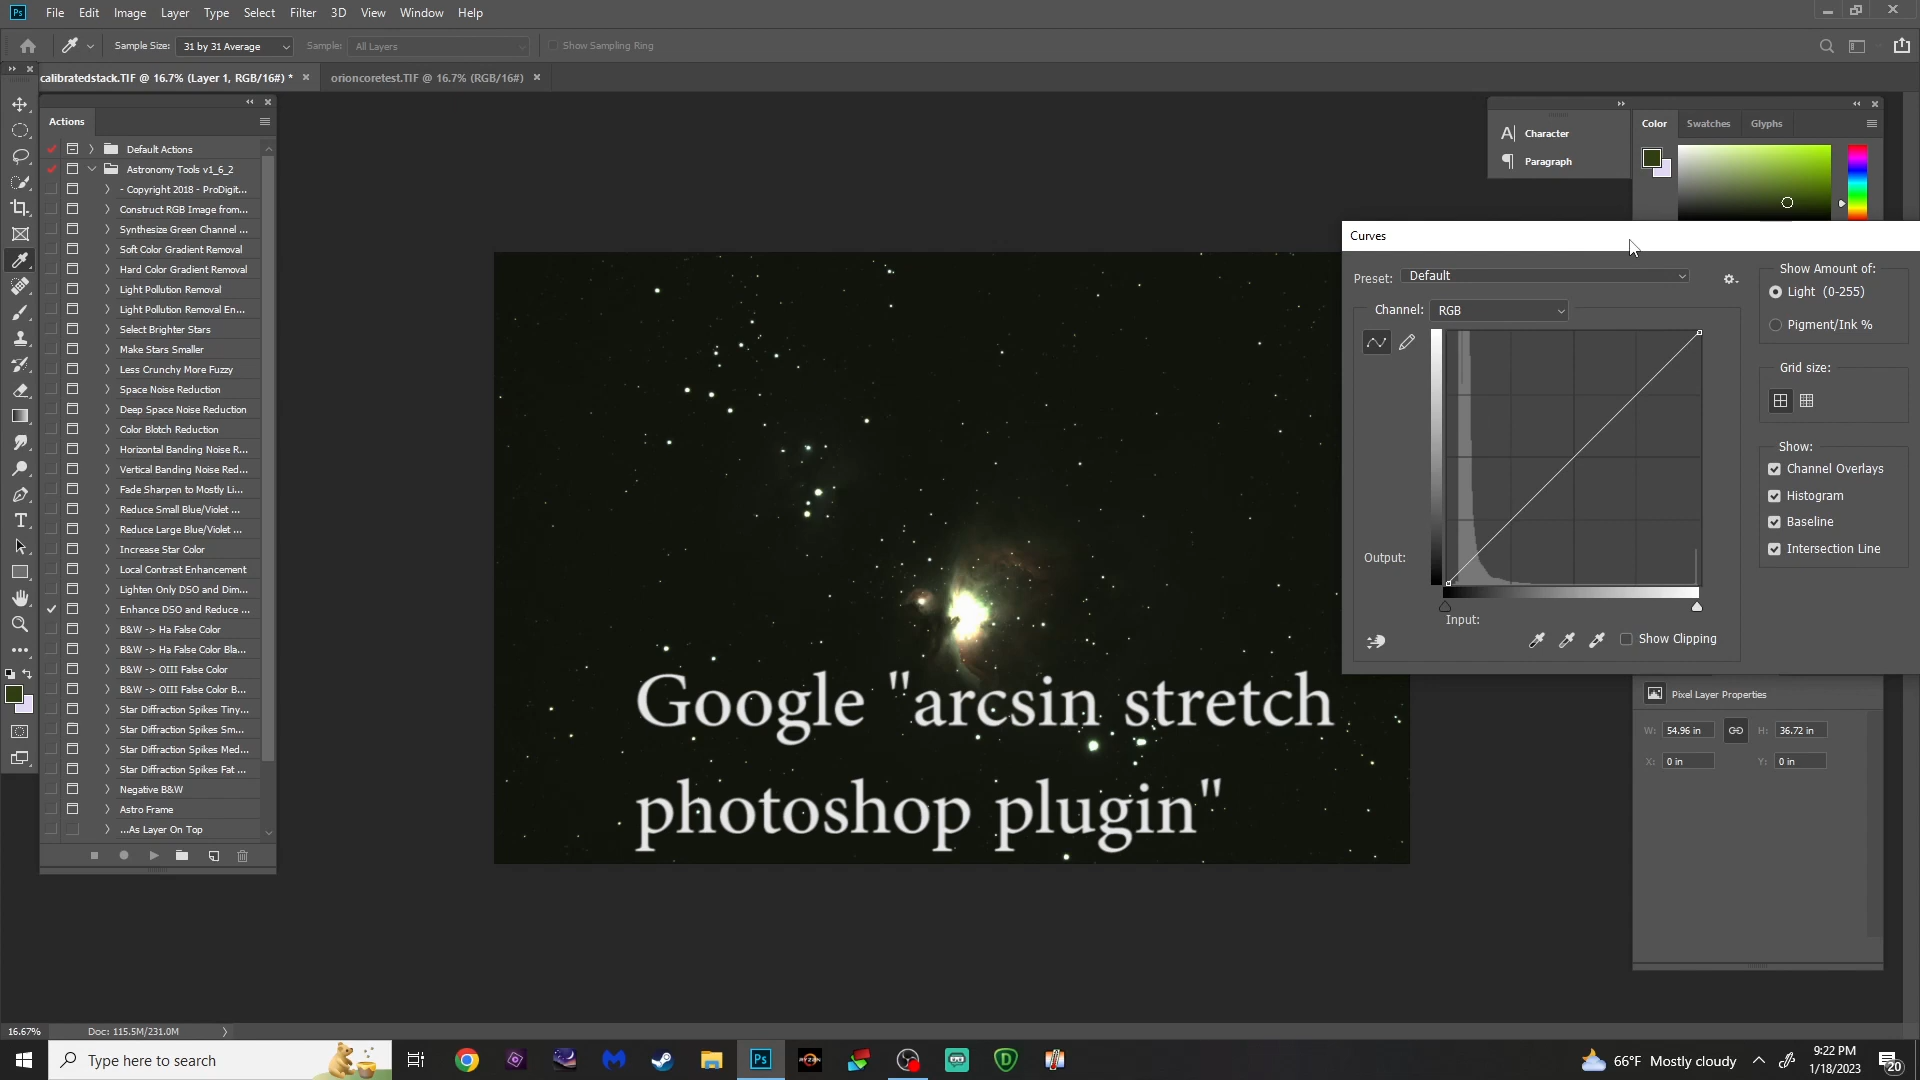 Ps File Edit Image Layer Type Select Filter 3D View Window Help
Sample Size: 31 by 31 Average Sample: All Layers Show Sampling Ring
calibratedstack.TIF @ 16.7% (Layer 1, RGB/16#) * orioncoretest.TIF @ 16.7% (RGB/16#)
Actions
Default Actions
Astronomy Tools v1_6_2
- Copyright 2018 - ProDigit...
Construct RGB Image from...
Synthesize Green Channel ...
Soft Color Gradient Removal
Hard Color Gradient Removal
Light Pollution Removal
Light Pollution Removal En...
Select Brighter Stars
Make Stars Smaller
Less Crunchy More Fuzzy
Space Noise Reduction
Deep Space Noise Reduction
Color Blotch Reduction
Horizontal Banding Noise R...
Vertical Banding Noise Red...
Fade Sharpen to Mostly Li...
Reduce Small Blue/Violet ...
Reduce Large Blue/Violet ...
Increase Star Color
Local Contrast Enhancement
Lighten Only DSO and Dim...
Enhance DSO and Reduce ...
B&W -> Ha False Color
B&W -> Ha False Color Bla...
B&W -> OIII False Color
B&W -> OIII False Color B...
Star Diffraction Spikes Tiny...
Star Diffraction Spikes Sm...
Star Diffraction Spikes Med...
Star Diffraction Spikes Fat ...
Negative B&W
Astro Frame
...As Layer On Top
Google "arcsin stretch
photoshop plugin"
Character
Paragraph
Color Swatches Glyphs
Curves
Preset: Default
Channel: RGB
Output:
Input:
Show Clipping
Show Amount of:
Light (0-255)
Pigment/Ink %
Grid size:
Show:
Channel Overlays
Histogram
Baseline
Intersection Line
Pixel Layer Properties
W: 54.96 in H: 36.72 in
X: 0 in Y: 0 in
16.67% Doc: 115.5M/231.0M
Type here to search
Ps
RYZEN
66°F Mostly cloudy
9:22 PM
1/18/2023
20